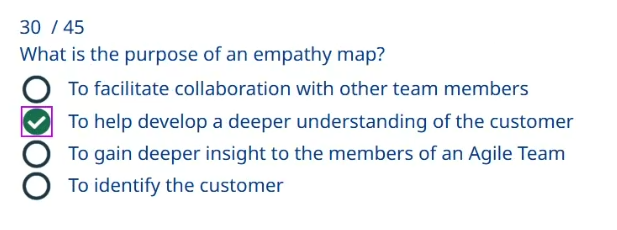 30 / 45
What is the purpose of an empathy map?
To facilitate collaboration with other team members
To help develop a deeper understanding of the customer
To gain deeper insight to the members of an Agile Team
To identify the customer